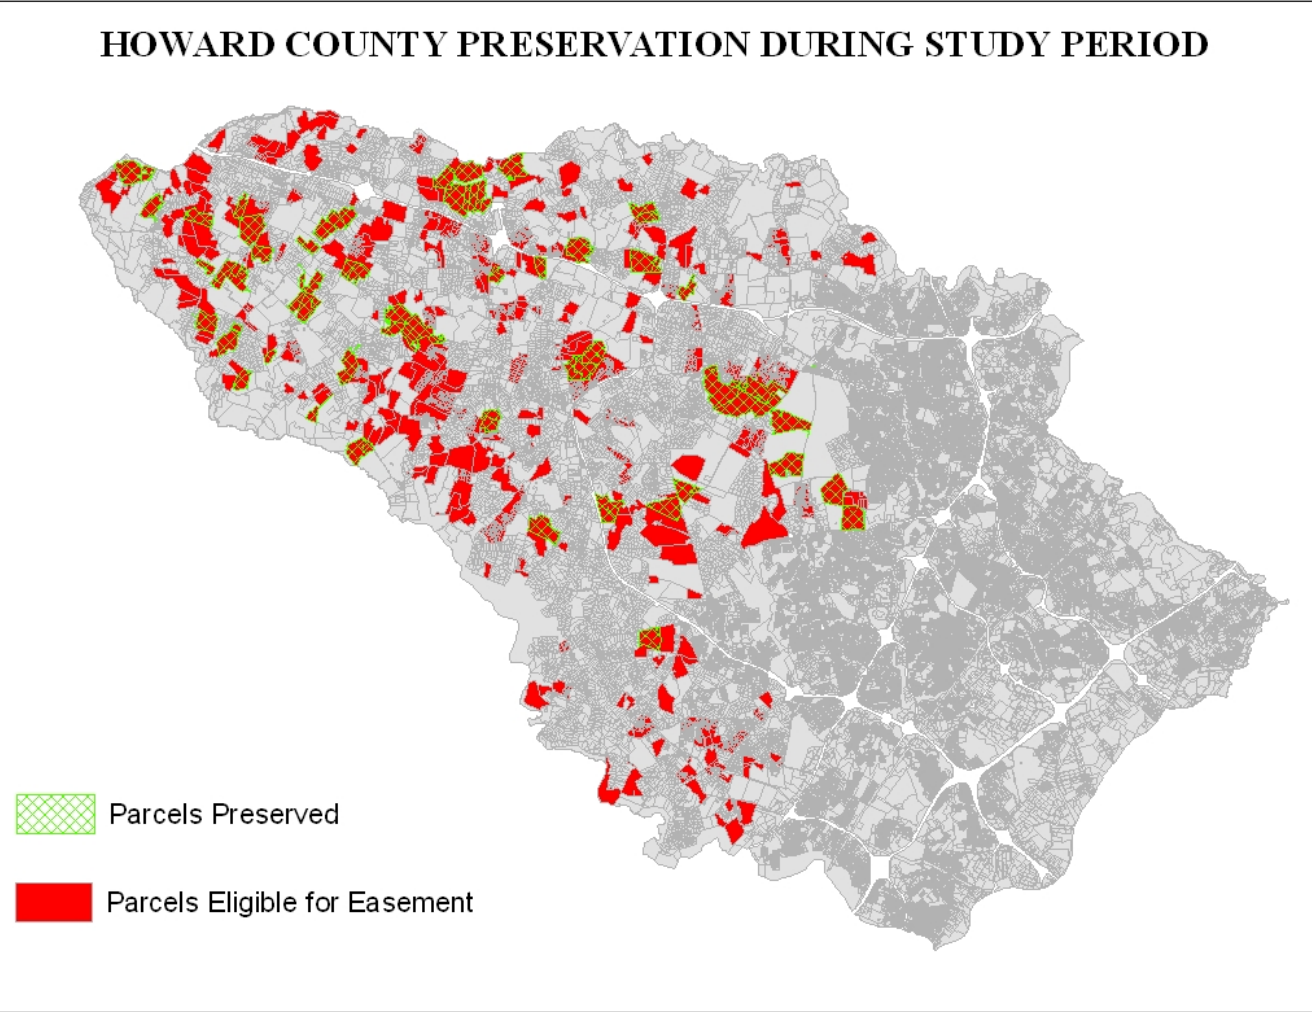 HOWARD COUNTY PRESERVATION DURING STUDY PERIOD
Parcels Preserved
Parcels Eligible for Easement